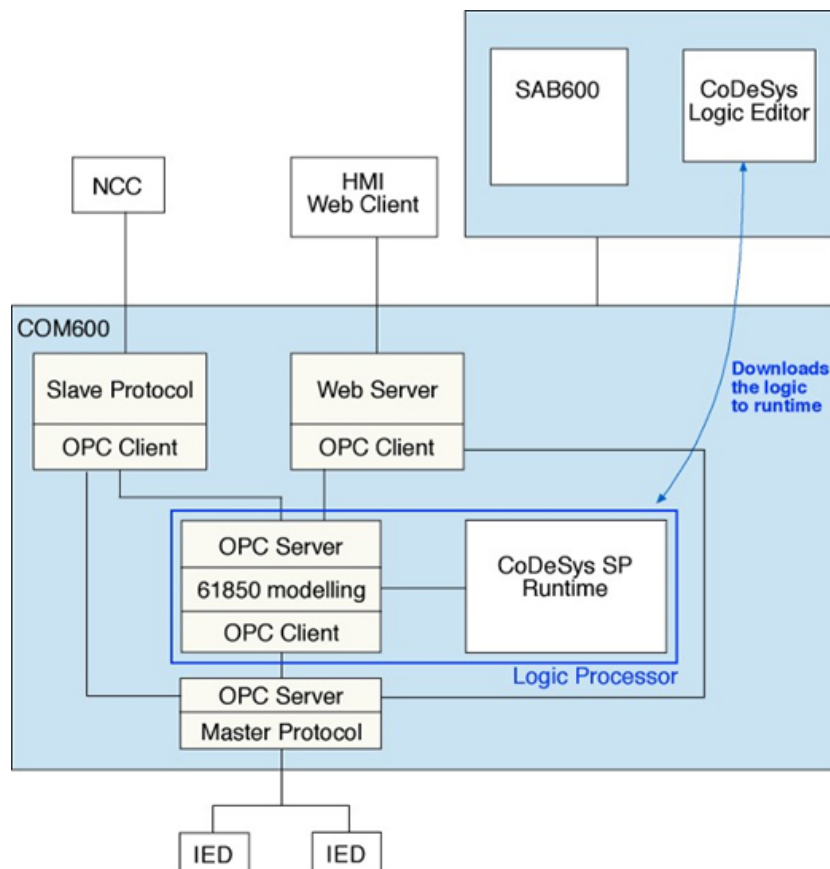 SAB600
CoDeSys
Logic Editor
NCC
HMI
Web Client
COM600
Slave Protocol
OPC Client
Web Server
OPC Client
Downloads
the logic
to runtime
OPC Server
61850 modelling
OPC Client
CoDeSys SP
Runtime
Logic Processor
OPC Server
Master Protocol
IED
IED